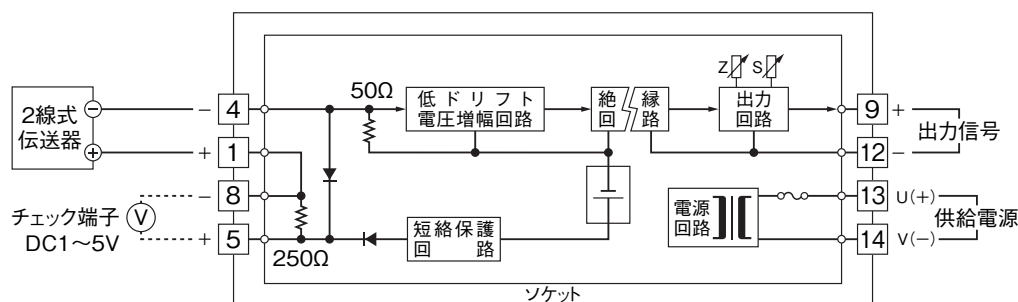 2線式
伝送器
− 4
+ 1
− 8
+ 5
チェック端子
DC1～5V
V
250Ω
50Ω
低ドリフト
電圧増幅回路
絶縁
回路
Z
S
出力
回路
短絡保護
回路
電源
回路
9 +
12 −
出力信号
13 U(+)
14 V(−)
供給電源
ソケット